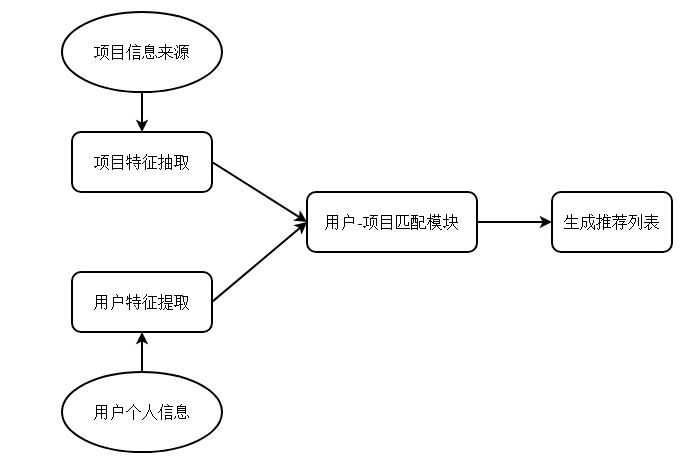 项目信息来源
项目特征抽取
用户-项目匹配模块
生成推荐列表
用户特征提取
用户个人信息